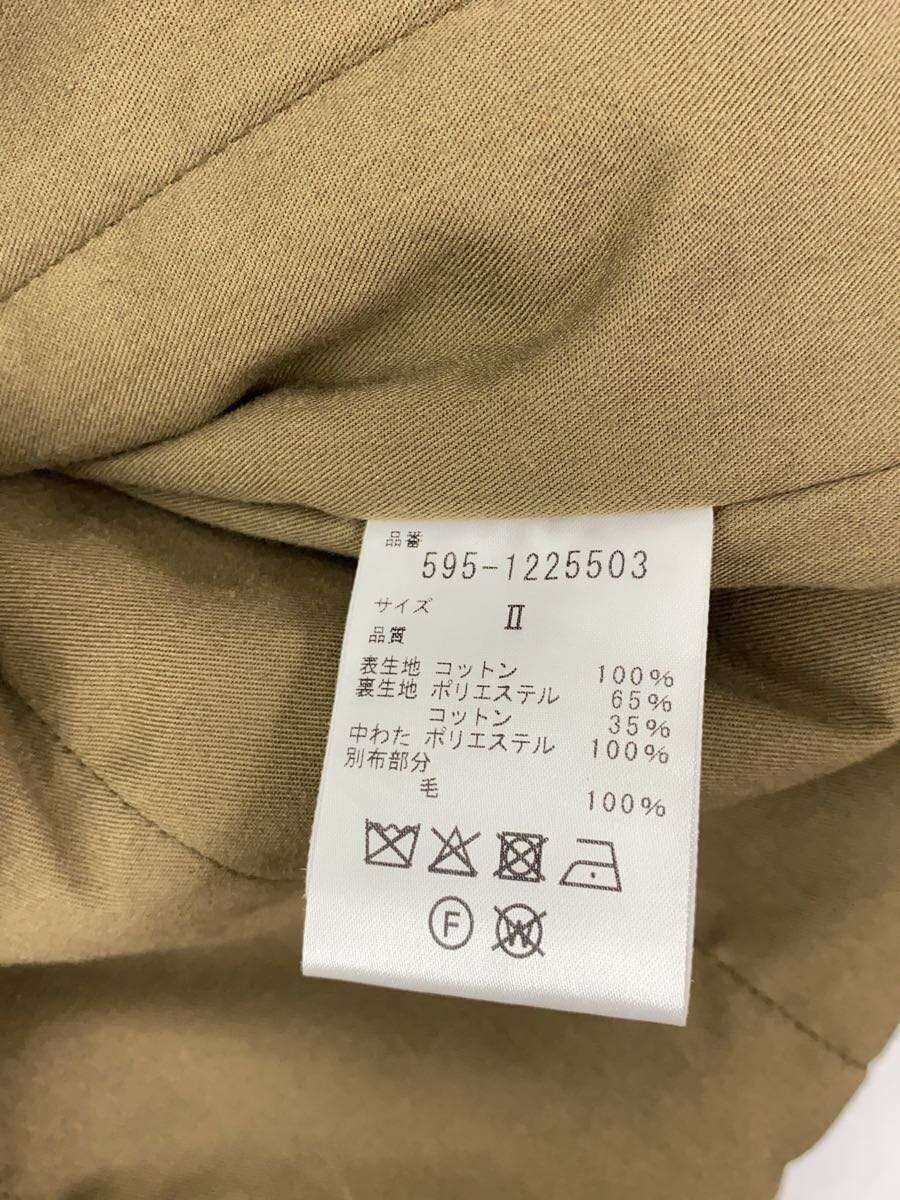 品番
595-1225503
サイズ Ⅱ
品質
表生地 コットン 100%
裏生地 ポリエステル 65%
コットン 35%
中わた ポリエステル 100%
別布部分
毛 100%
F
W